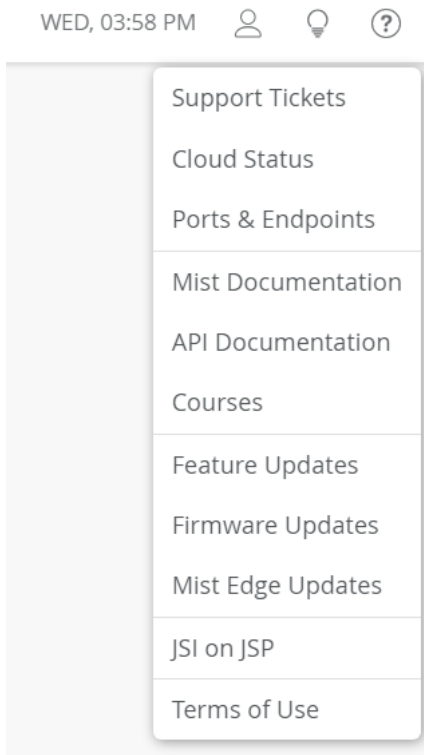 WED, 03:58 PM ?
Support Tickets
Cloud Status
Ports & Endpoints
Mist Documentation
API Documentation
Courses
Feature Updates
Firmware Updates
Mist Edge Updates
JSI on JSP
Terms of Use